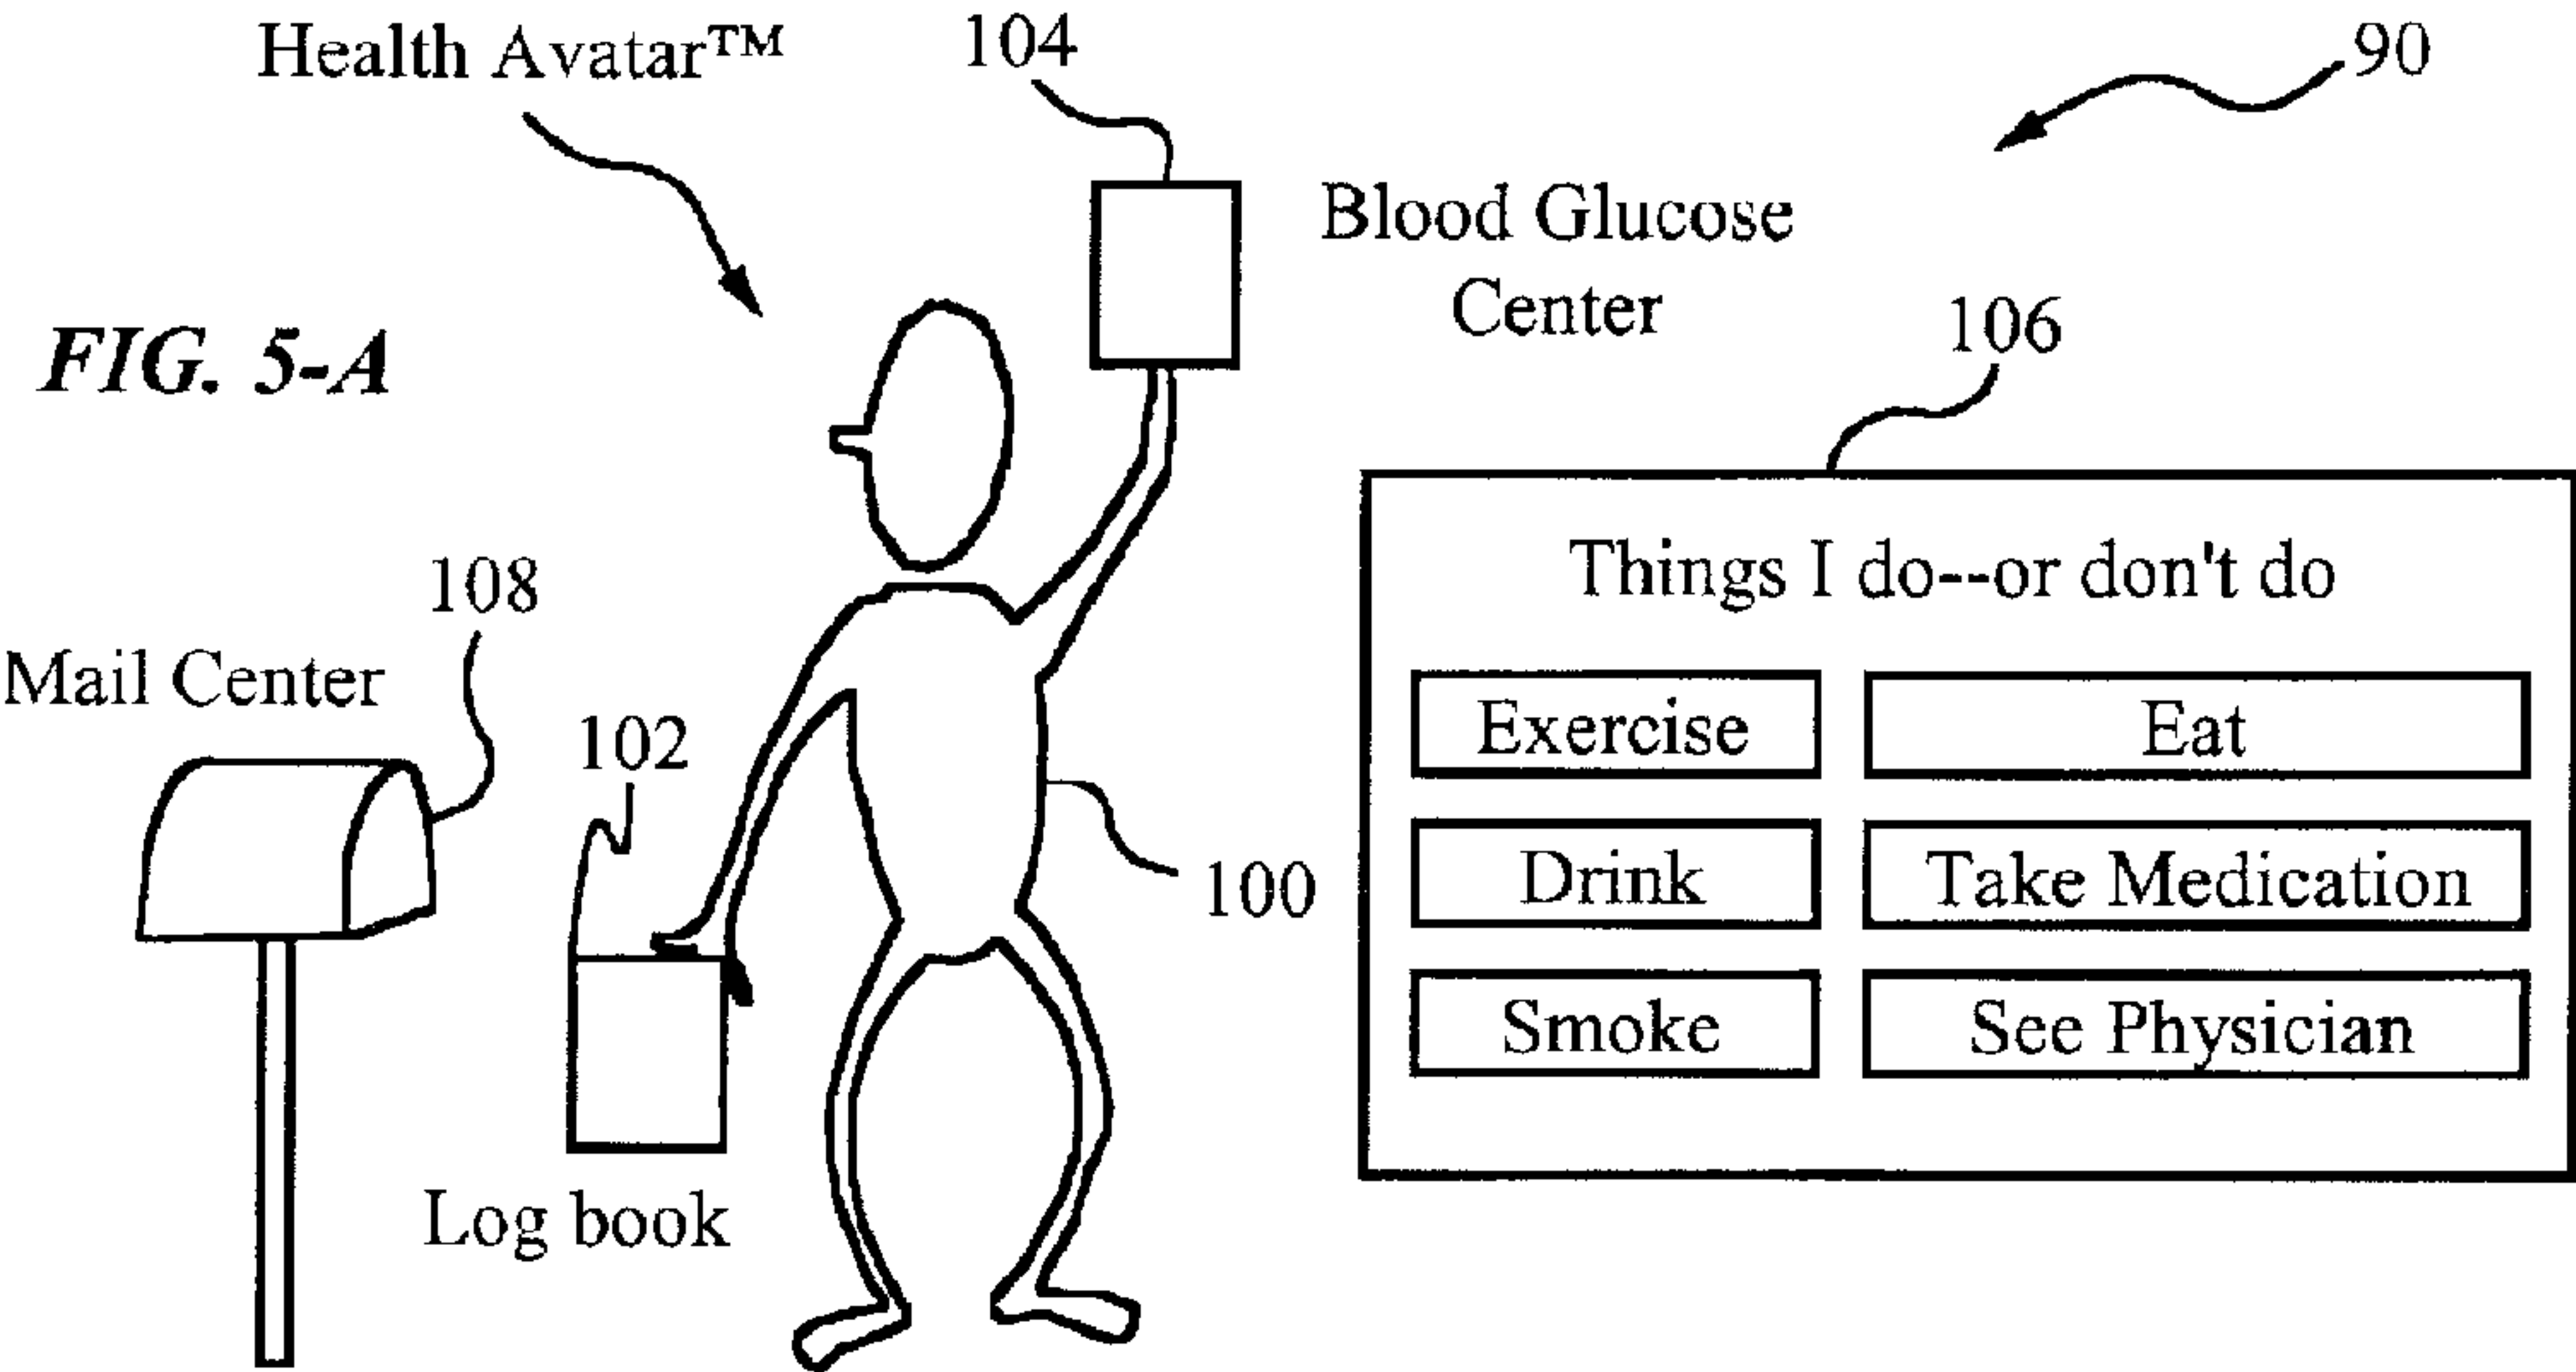 Health Avatar™
104
90
Blood Glucose
Center
FIG. 5-A
106
Things I do--or don't do
108
Mail Center
102
Exercise
Eat
Drink
Take Medication
100
Smoke
See Physician
Log book